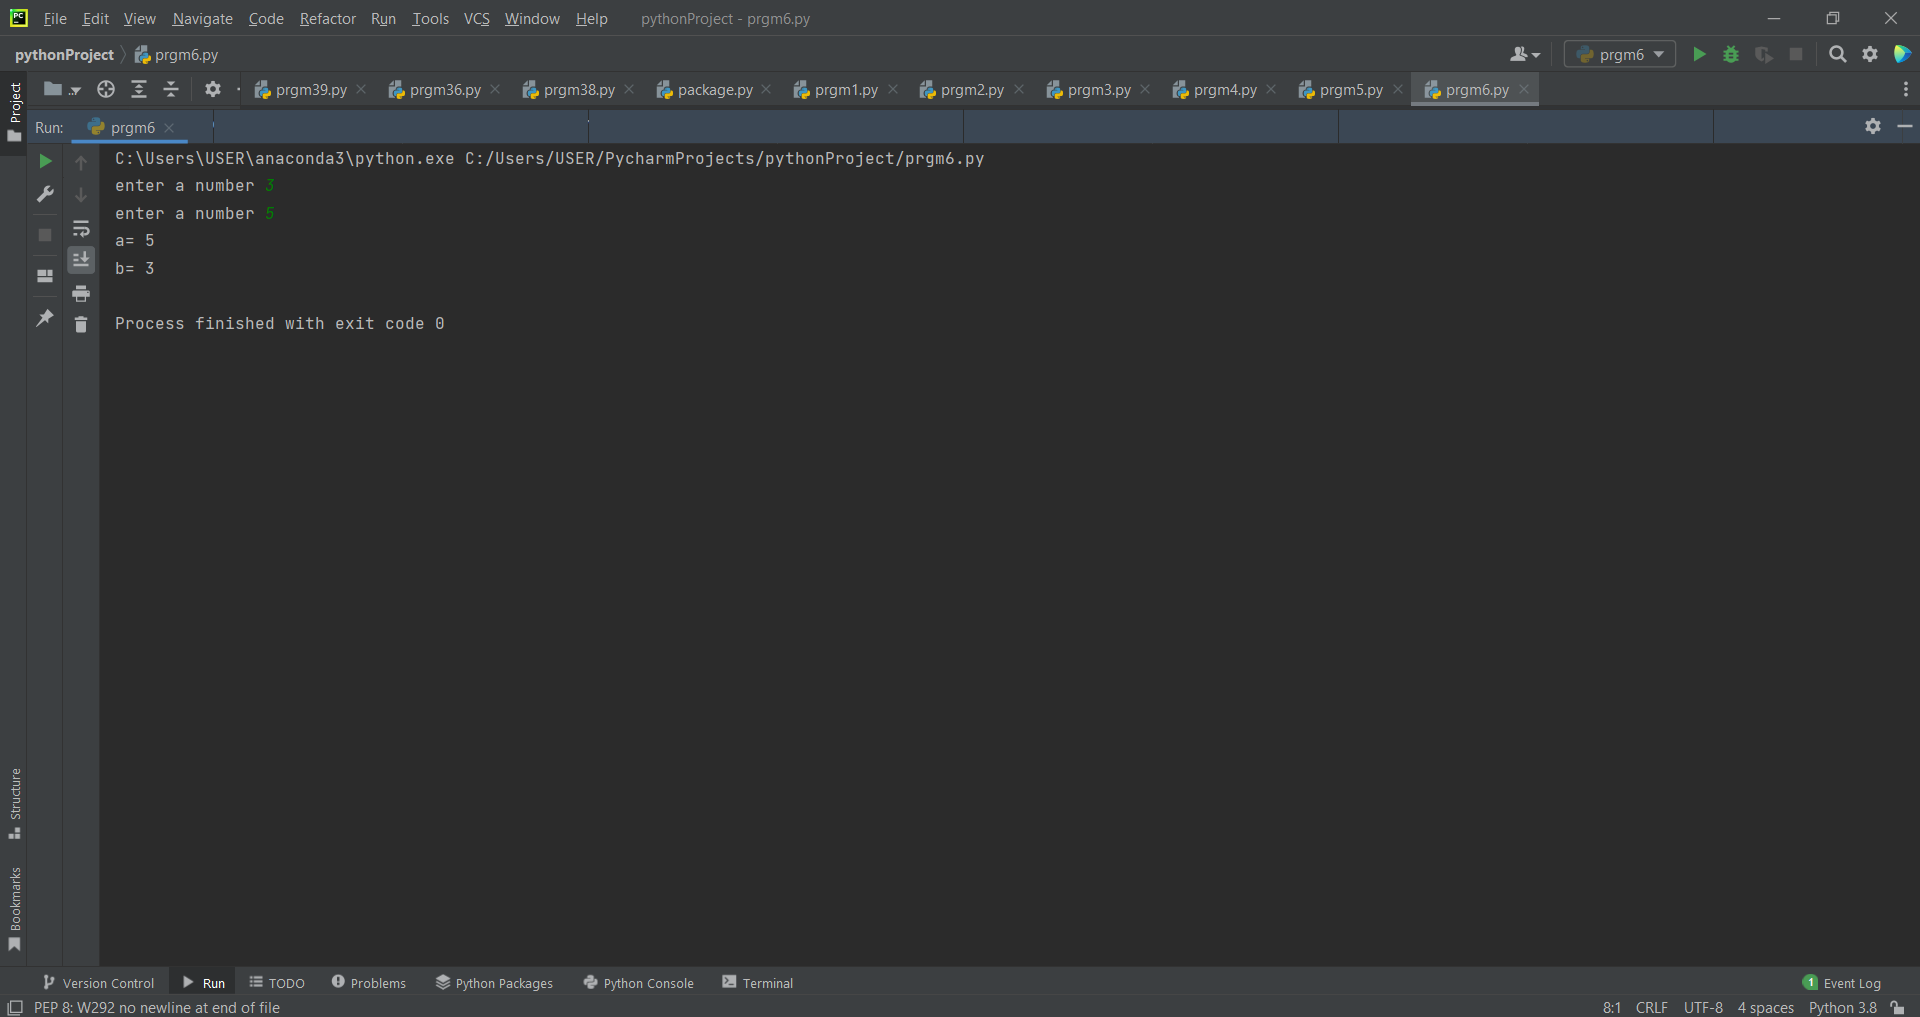 File Edit View Navigate Code Refactor Run Tools VCS Window Help pythonProject - prgm6.py
pythonProject prgm6.py prgm6
Project
prgm39.py prgm36.py prgm38.py package.py prgm1.py prgm2.py prgm3.py prgm4.py prgm5.py prgm6.py
Run: prgm6
C:\Users\USER\anaconda3\python.exe C:/Users/USER/PycharmProjects/pythonProject/prgm6.py
enter a number 3
enter a number 5
a= 5
b= 3
Process finished with exit code 0
Structure
Bookmarks
Version Control Run TODO Problems Python Packages Python Console Terminal 1 Event Log
PEP 8: W292 no newline at end of file 8:1 CRLF UTF-8 4 spaces Python 3.8